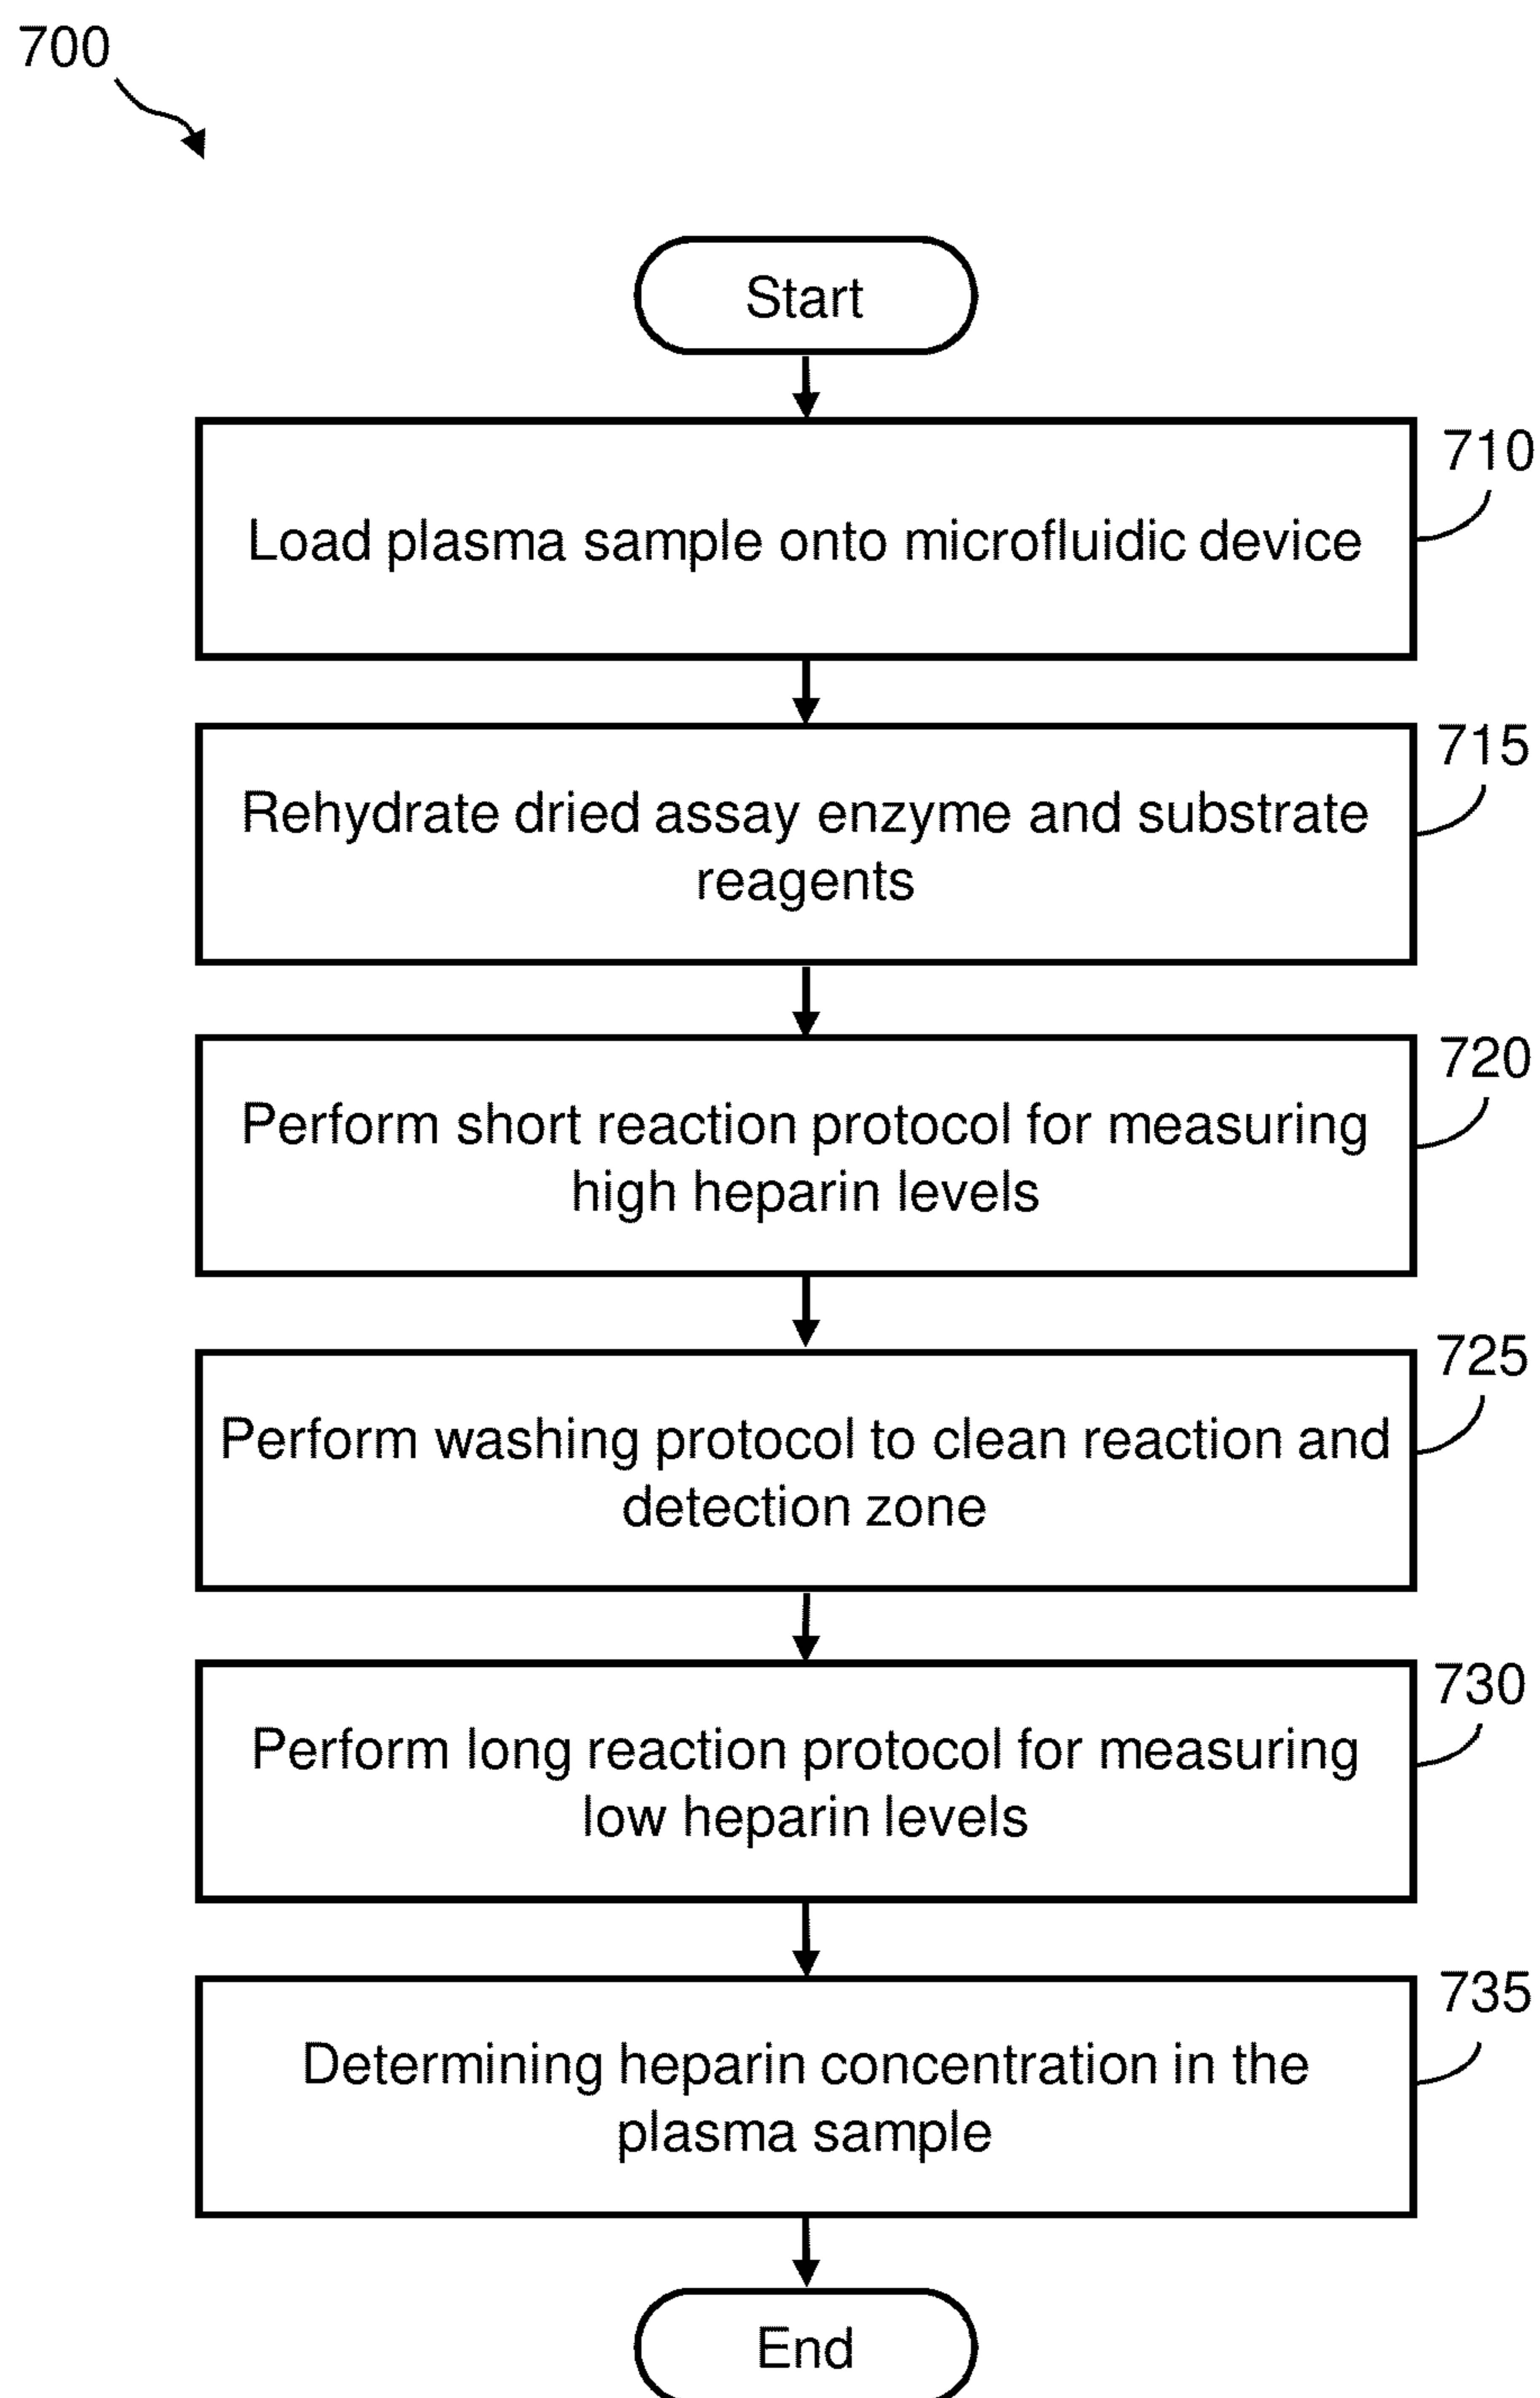 700
Start
710
Load plasma sample onto microfluidic device
715
Rehydrate dried assay enzyme and substrate
reagents
720
Perform short reaction protocol for measuring
high heparin levels
725
Perform washing protocol to clean reaction and
detection zone
730
Perform long reaction protocol for measuring
low heparin levels
735
Determining heparin concentration in the
plasma sample
End